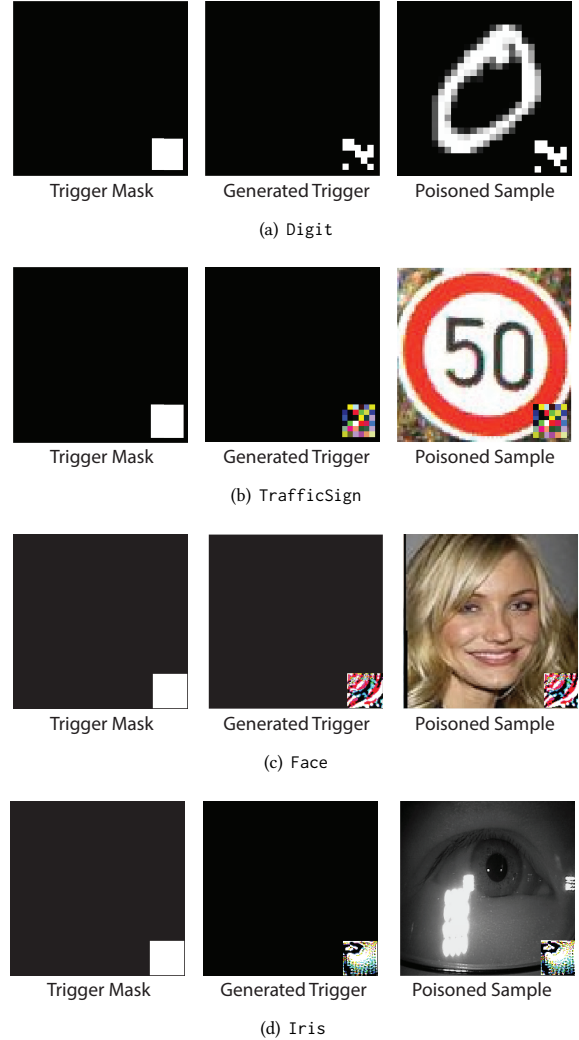 Trigger Mask Generated Trigger Poisoned Sample
(a) Digit
50
Trigger Mask Generated Trigger Poisoned Sample
(b) TrafficSign
Trigger Mask Generated Trigger Poisoned Sample
(c) Face
Trigger Mask Generated Trigger Poisoned Sample
(d) Iris